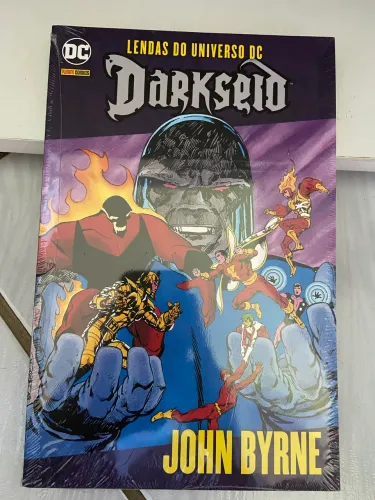 DC
LENDAS DO UNIVERSO DC
PANINI COMICS
DARKSEID
JOHN BYRNE